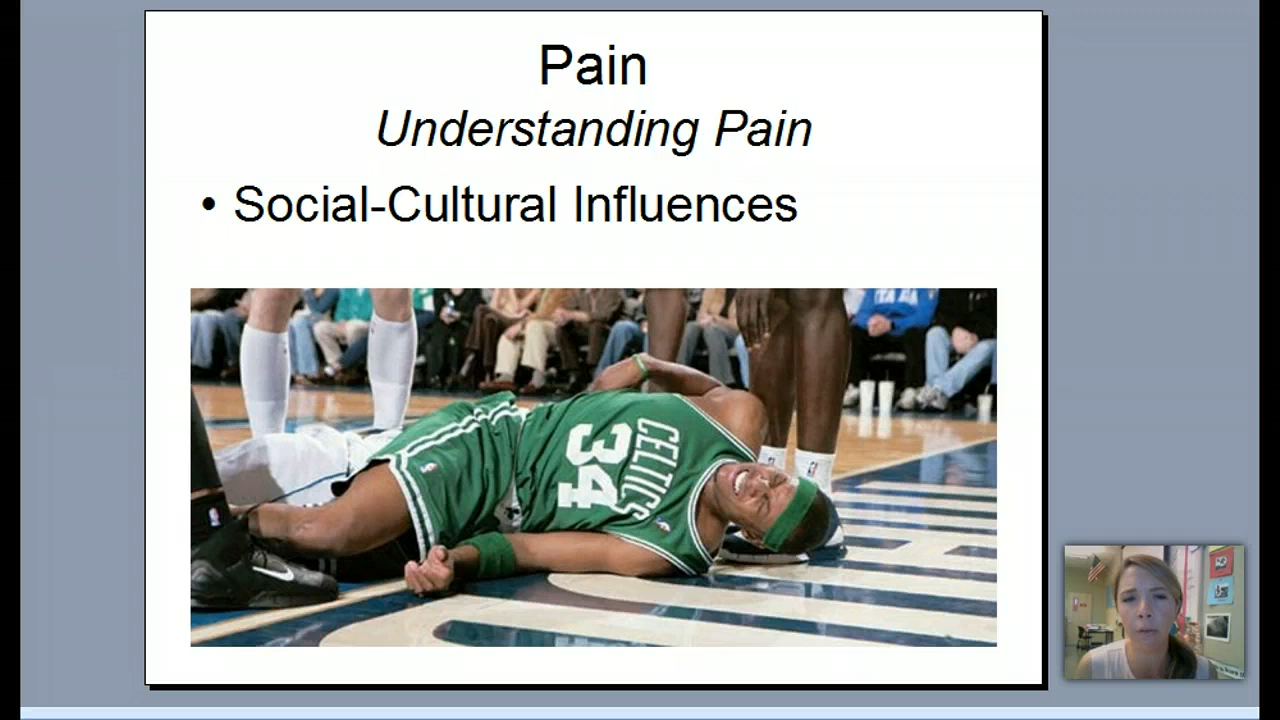 Pain
Understanding Pain
• Social-Cultural Influences
CELTICS
34